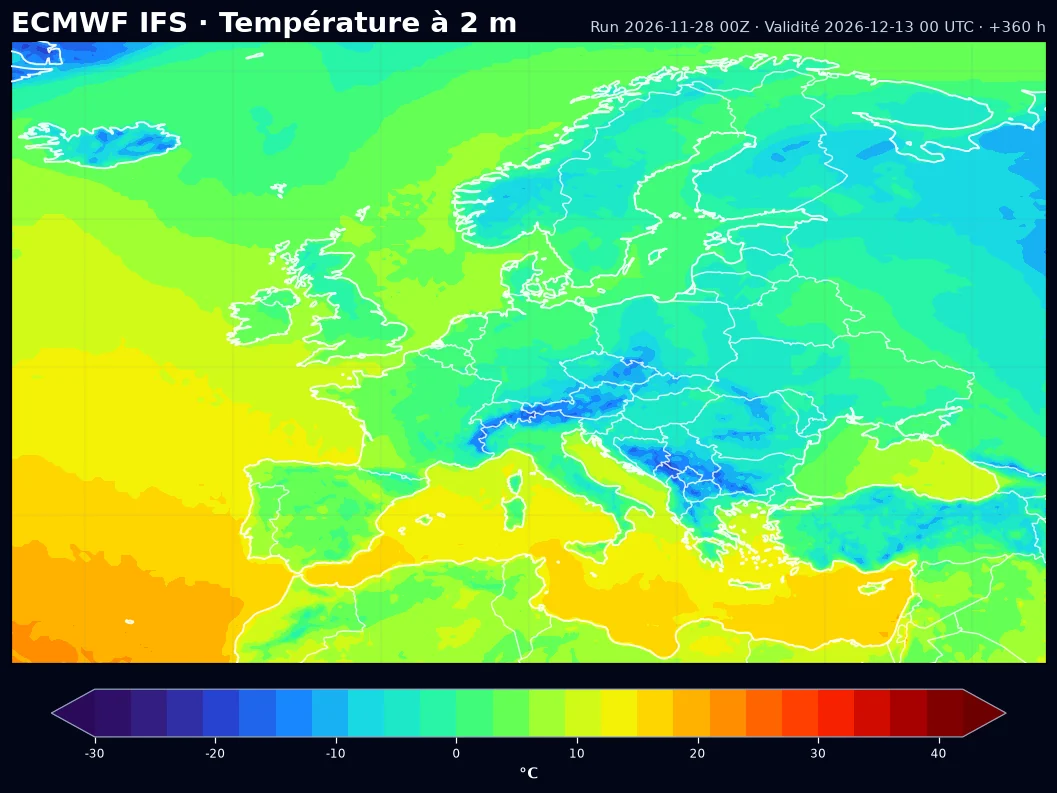 ECMWF IFS · Température à 2 m
Run 2026-11-28 00Z · Validité 2026-12-13 00 UTC · +360 h
-30 -20 -10 0 10 20 30 40
°C